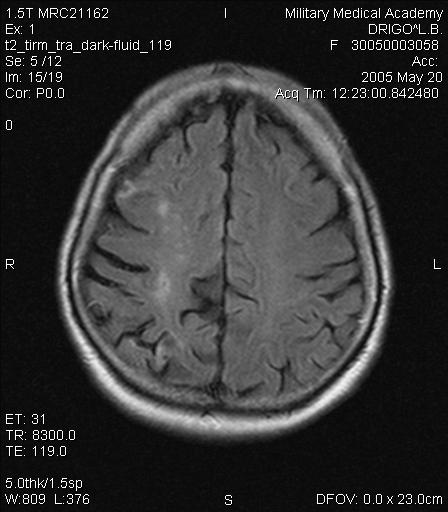 1.5T MRC21162
Ex: 1
t2_tirm_tra_dark-fluid_119
Se: 5 /12
Im: 15/19
Cor: P0.0
0
I
Military Medical Academy
DRIGO^L.B.
F 30050003058
Acc:
2005 May 20
Acq Tm: 12:23:00.842480
R
L
ET: 31
TR: 8300.0
TE: 119.0
5.0thk/1.5sp
W:809 L:376
S
DFOV: 0.0 x 23.0cm